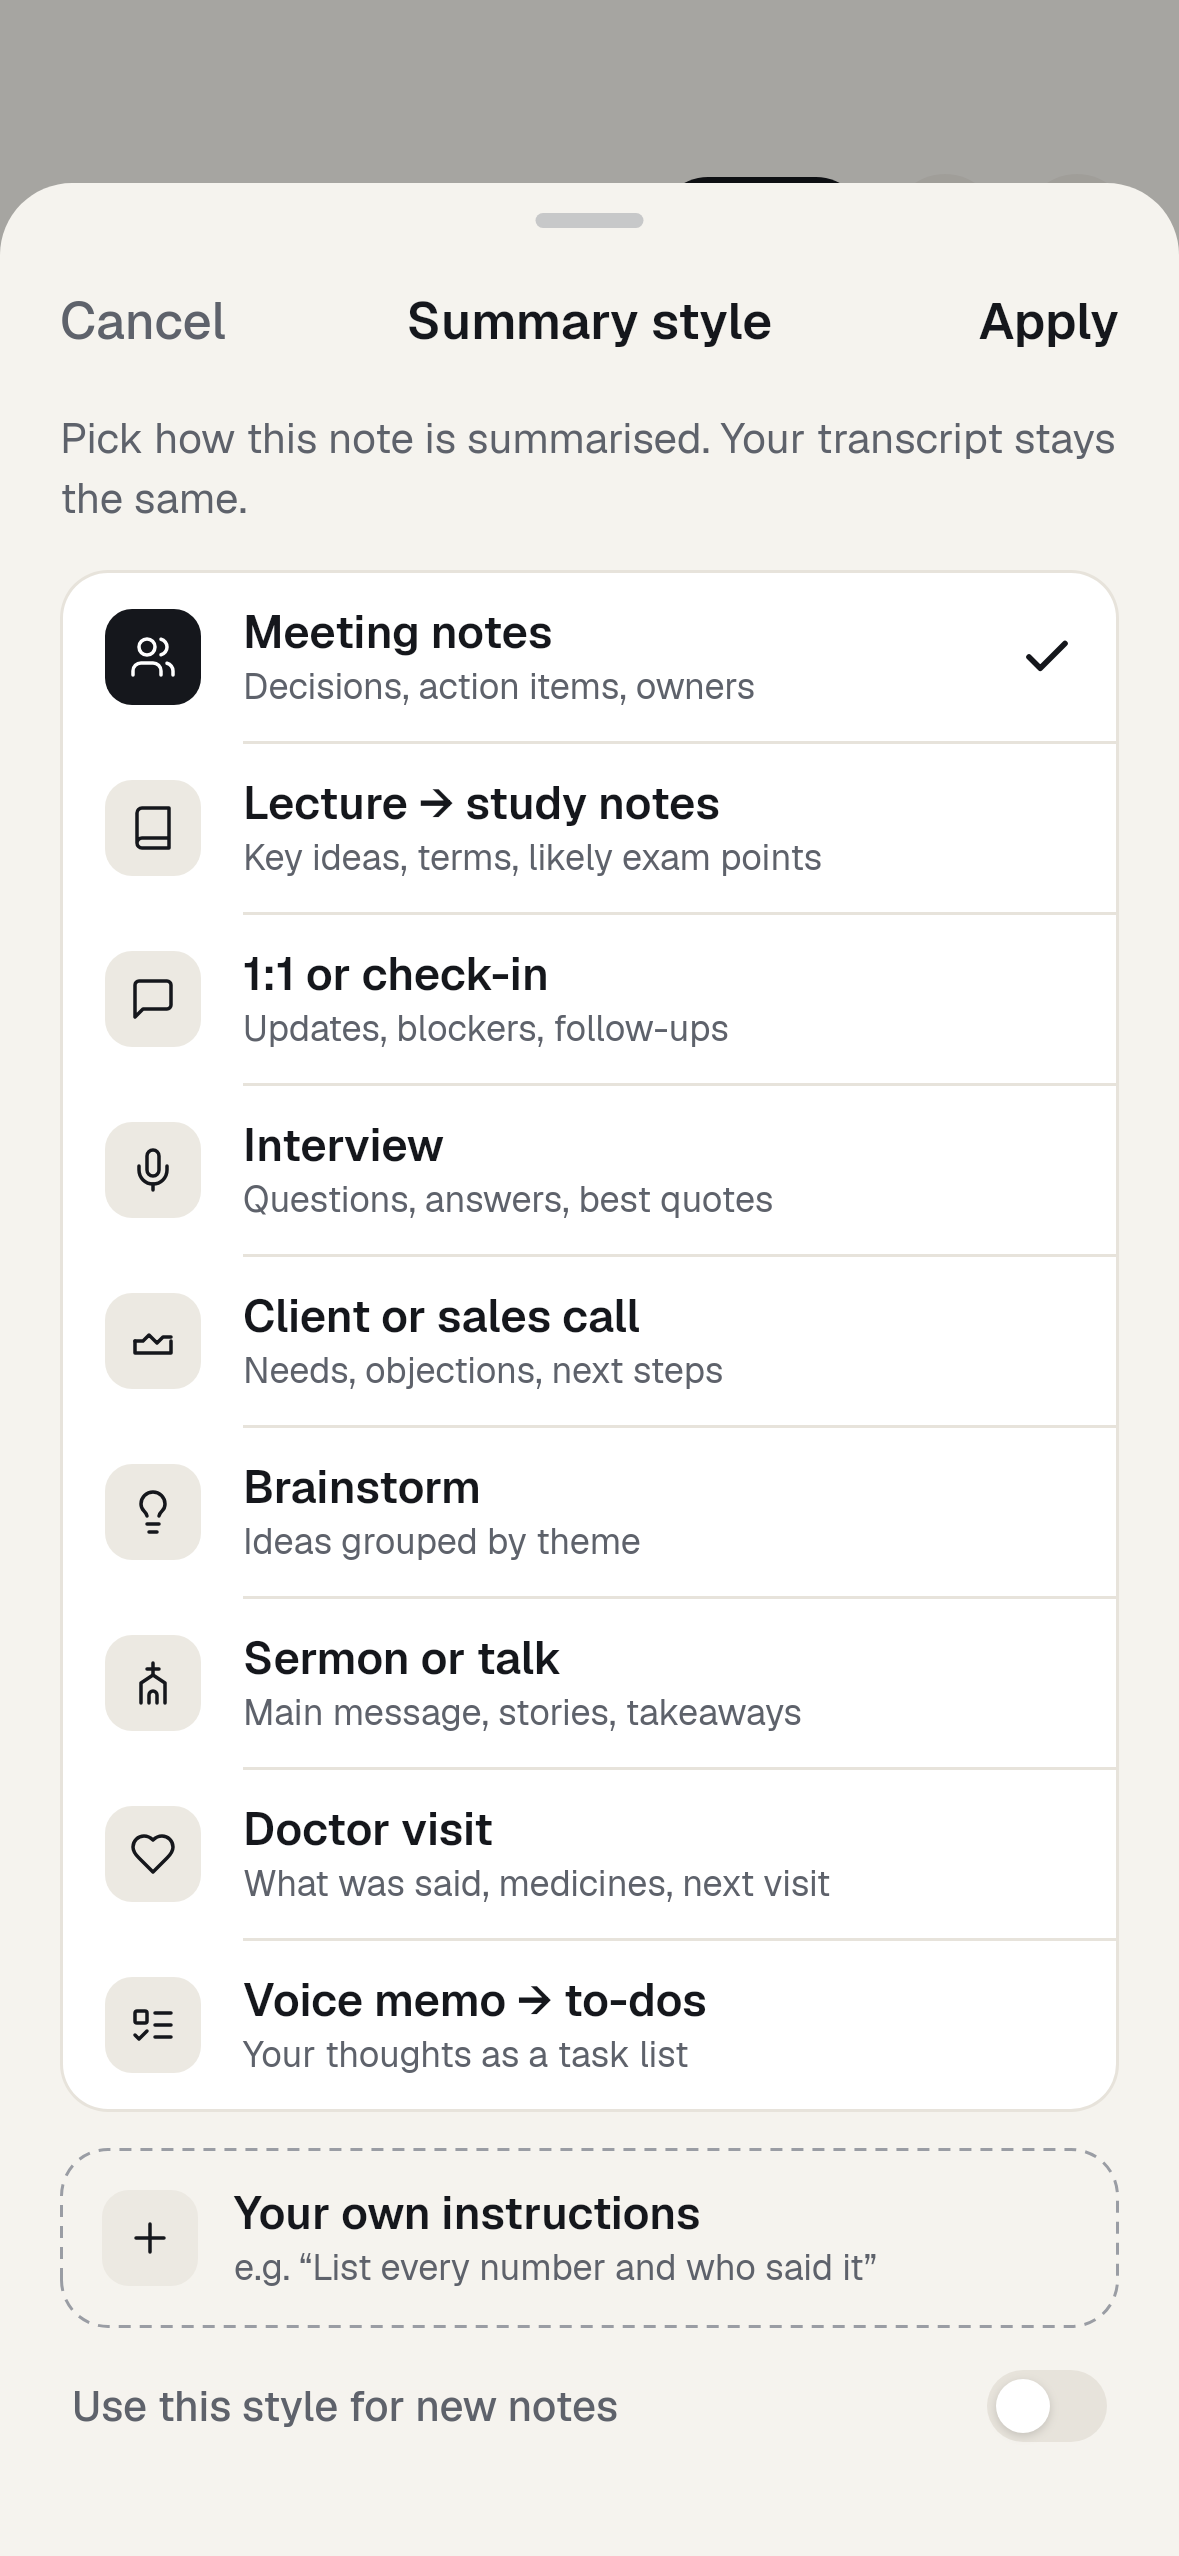 Cancel
Summary style
Apply
Pick how this note is summarised. Your transcript stays
the same.
Meeting notes
Decisions, action items, owners
Lecture → study notes
Key ideas, terms, likely exam points
1:1 or check-in
Updates, blockers, follow-ups
Interview
Questions, answers, best quotes
Client or sales call
Needs, objections, next steps
Brainstorm
Ideas grouped by theme
Sermon or talk
Main message, stories, takeaways
Doctor visit
What was said, medicines, next visit
Voice memo → to-dos
Your thoughts as a task list
Your own instructions
e.g. “List every number and who said it”
Use this style for new notes